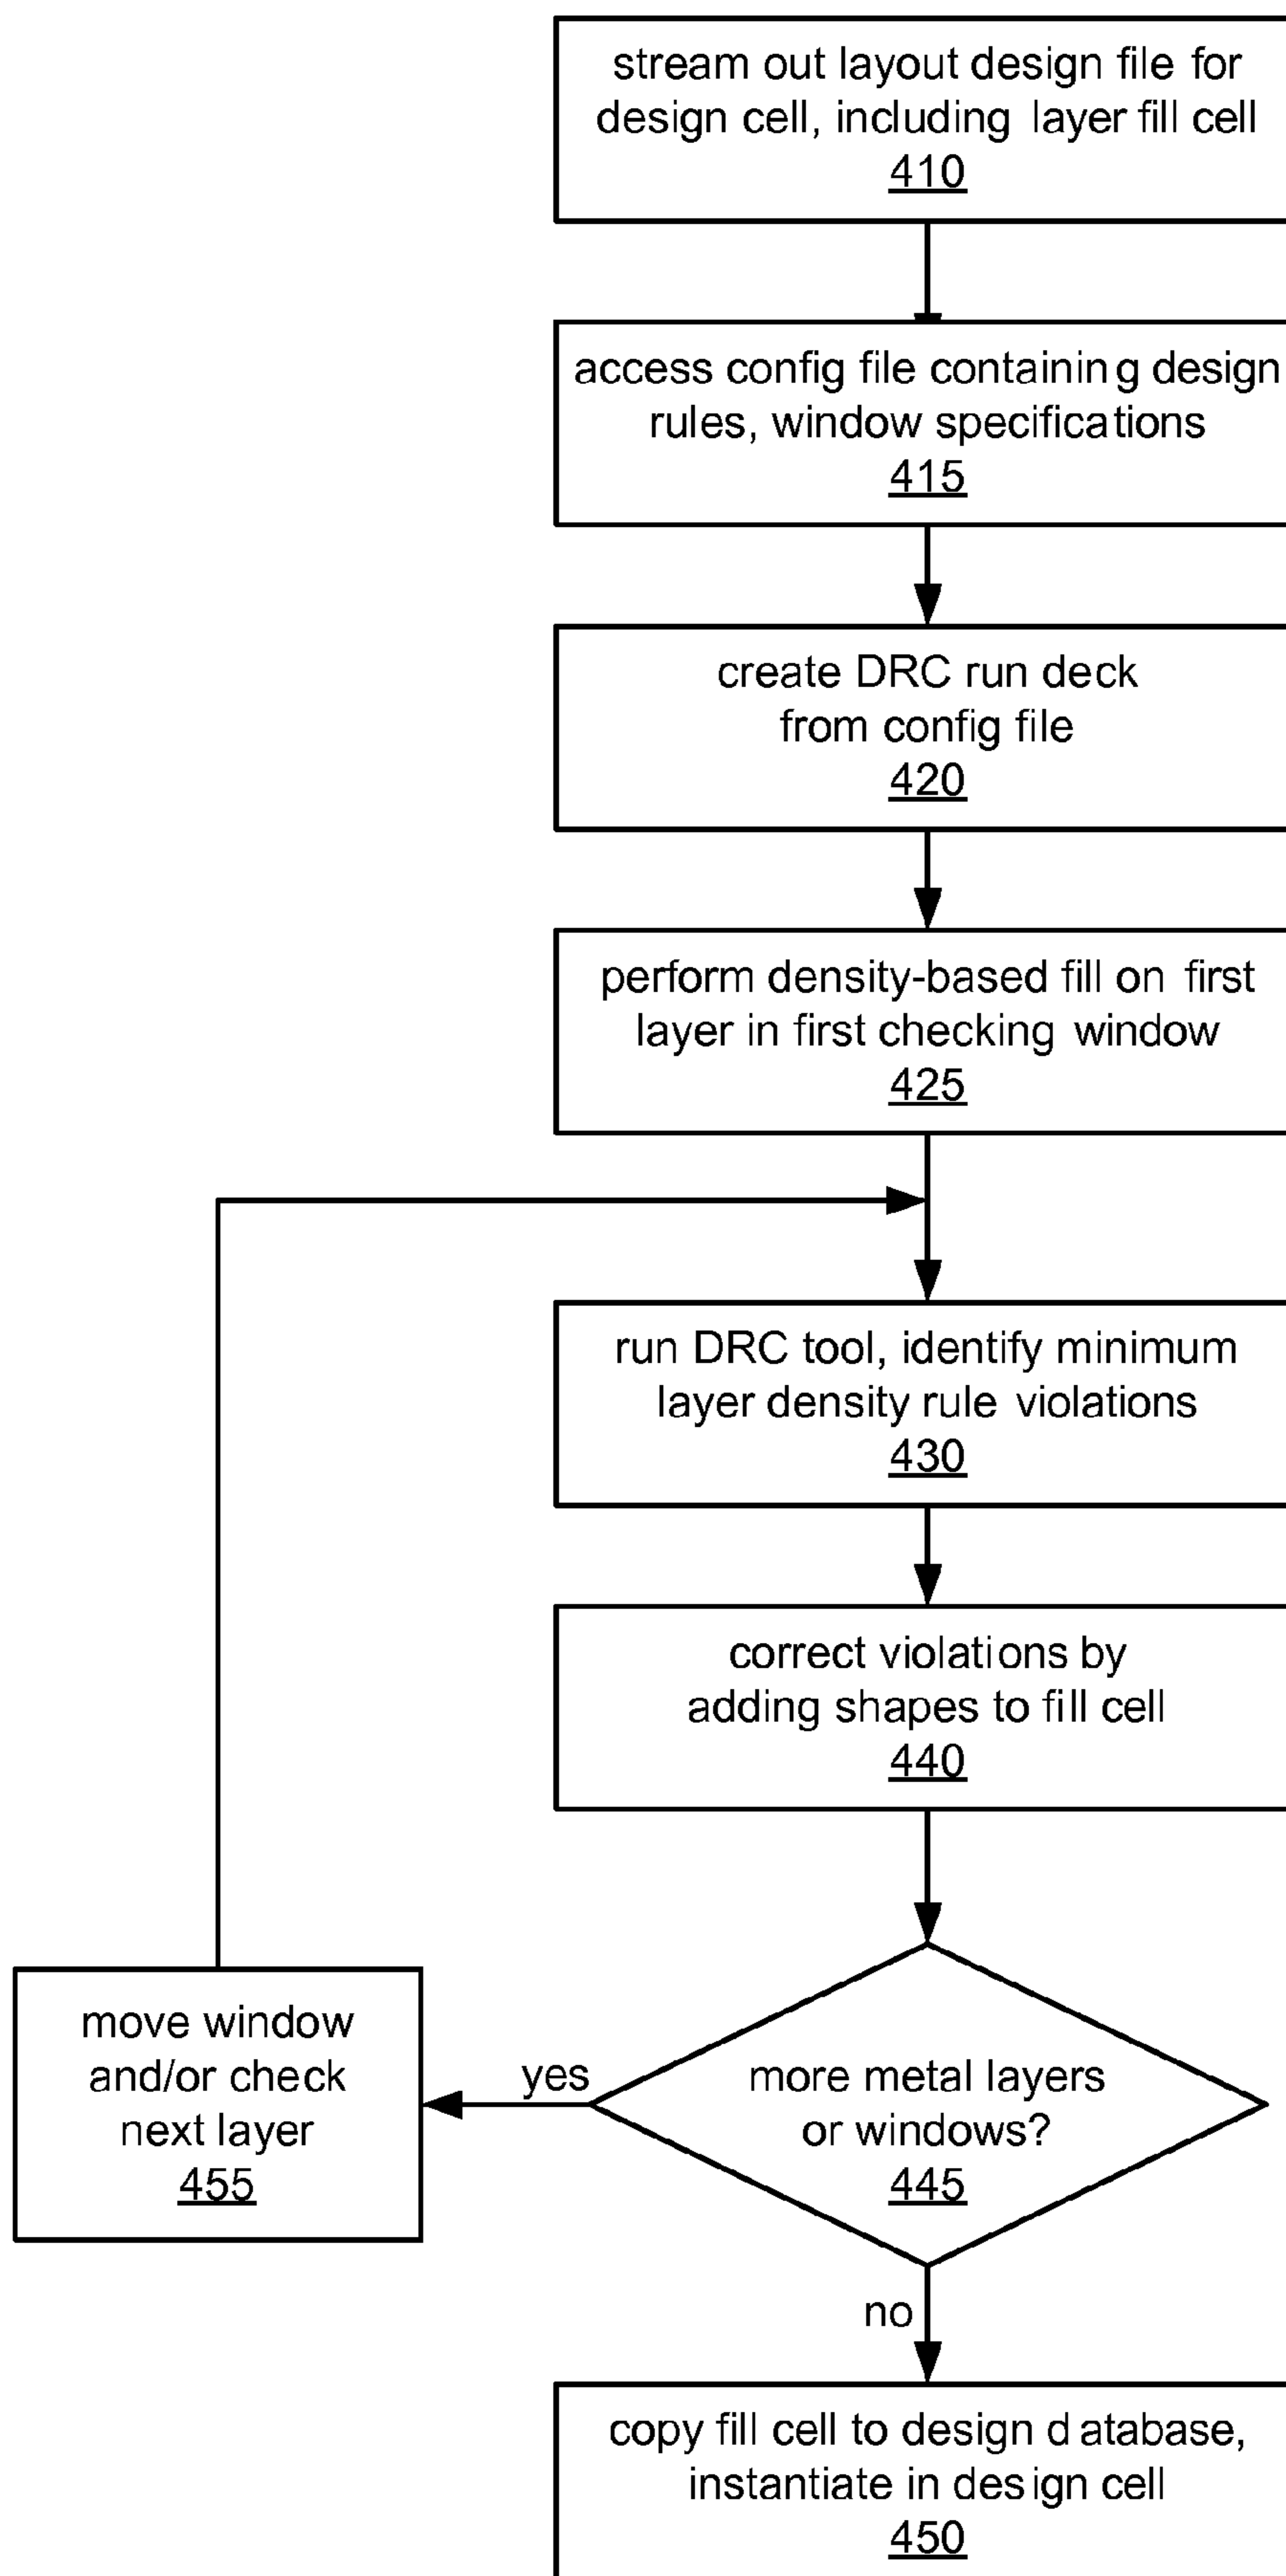 stream out layout design file for
design cell, including layer fill cell
410
access config file containing design
rules, window specifications
415
create DRC run deck
from config file
420
perform density-based fill on first
layer in first checking window
425
run DRC tool, identify minimum
layer density rule violations
430
correct violations by
adding shapes to fill cell
440
more metal layers
or windows?
445
yes
move window
and/or check
next layer
455
no
copy fill cell to design database,
instantiate in design cell
450